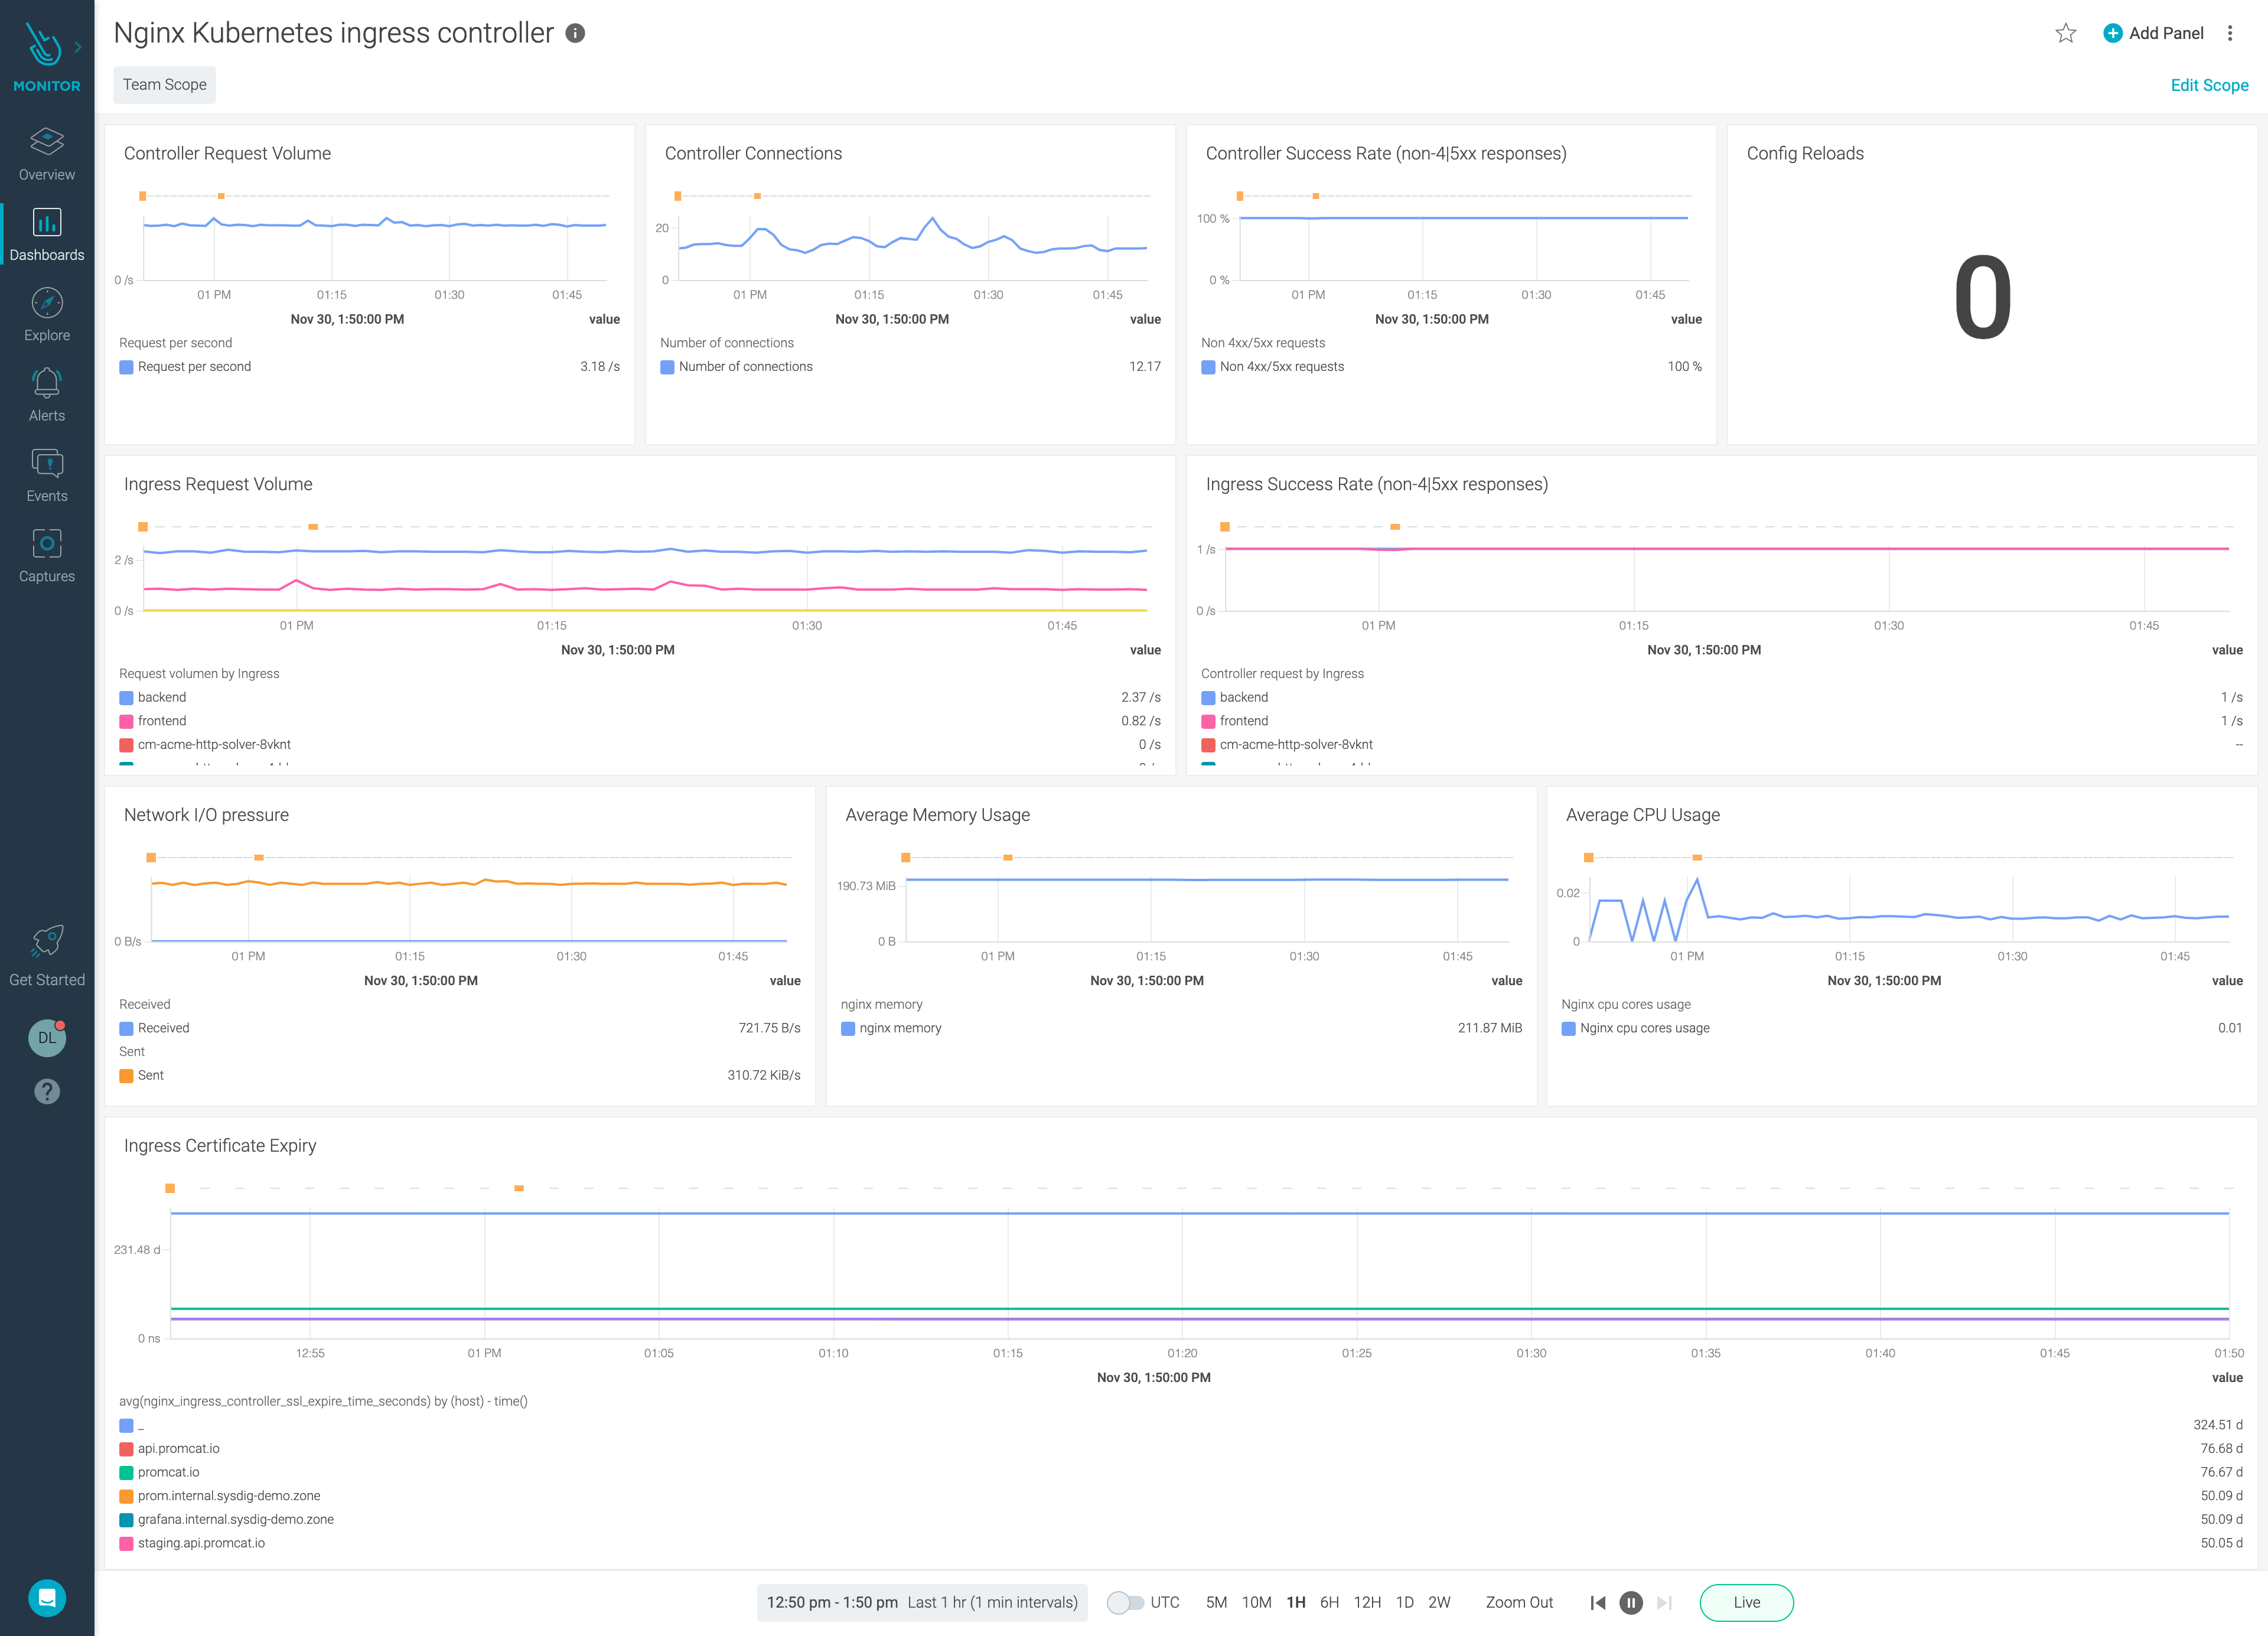 MONITOR
Overview
Dashboards
Explore
Alerts
Events
Captures
Get Started
DL
?
Nginx Kubernetes ingress controller
Add Panel
Team Scope
Edit Scope
Controller Request Volume
0 /s
01 PM 01:15 01:30 01:45
Nov 30, 1:50:00 PM value
Request per second
Request per second 3.18 /s
Controller Connections
20
0
01 PM 01:15 01:30 01:45
Nov 30, 1:50:00 PM value
Number of connections
Number of connections 12.17
Controller Success Rate (non-4|5xx responses)
100 %
0 %
01 PM 01:15 01:30 01:45
Nov 30, 1:50:00 PM value
Non 4xx/5xx requests
Non 4xx/5xx requests 100 %
Config Reloads
0
Ingress Request Volume
2 /s
0 /s
01 PM 01:15 01:30 01:45
Nov 30, 1:50:00 PM value
Request volumen by Ingress
backend 2.37 /s
frontend 0.82 /s
cm-acme-http-solver-8vknt 0 /s
Ingress Success Rate (non-4|5xx responses)
1 /s
0 /s
01 PM 01:15 01:30 01:45
Nov 30, 1:50:00 PM value
Controller request by Ingress
backend 1 /s
frontend 1 /s
cm-acme-http-solver-8vknt --
Network I/O pressure
0 B/s
01 PM 01:15 01:30 01:45
Nov 30, 1:50:00 PM value
Received
Received 721.75 B/s
Sent
Sent 310.72 KiB/s
Average Memory Usage
190.73 MiB
0 B
01 PM 01:15 01:30 01:45
Nov 30, 1:50:00 PM value
nginx memory
nginx memory 211.87 MiB
Average CPU Usage
0.02
0
01 PM 01:15 01:30 01:45
Nov 30, 1:50:00 PM value
Nginx cpu cores usage
Nginx cpu cores usage 0.01
Ingress Certificate Expiry
231.48 d
0 ns
12:55 01 PM 01:05 01:10 01:15 01:20 01:25 01:30 01:35 01:40 01:45 01:50
Nov 30, 1:50:00 PM value
avg(nginx_ingress_controller_ssl_expire_time_seconds) by (host) - time()
_ 324.51 d
api.promcat.io 76.68 d
promcat.io 76.67 d
prom.internal.sysdig-demo.zone 50.09 d
grafana.internal.sysdig-demo.zone 50.09 d
staging.api.promcat.io 50.05 d
12:50 pm - 1:50 pm Last 1 hr (1 min intervals) UTC 5M 10M 1H 6H 12H 1D 2W Zoom Out Live